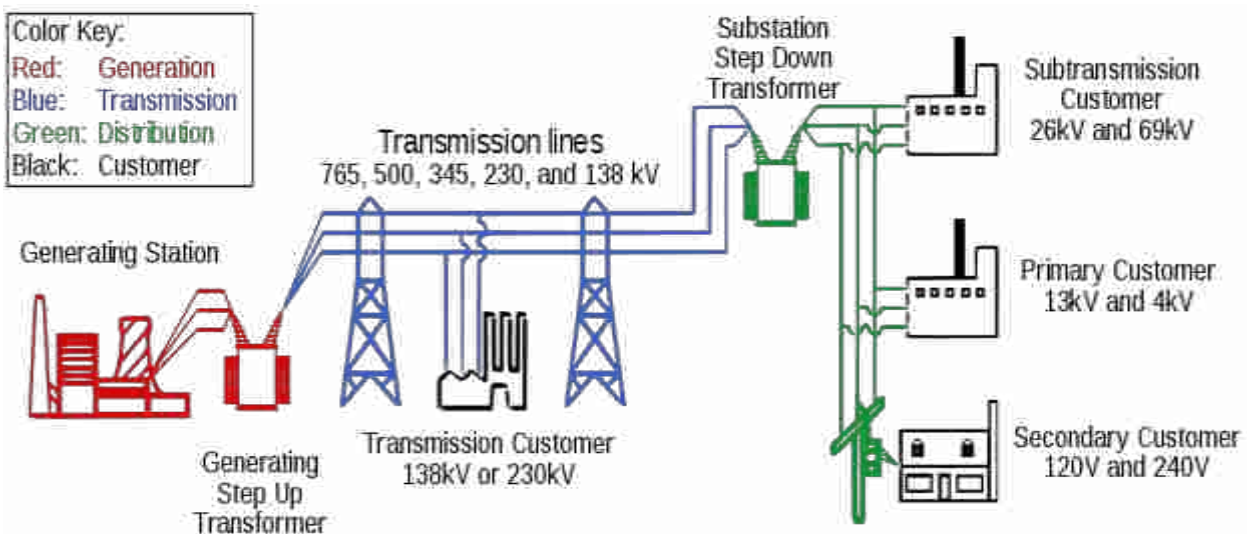 Color Key:
Red: Generation
Blue: Transmission
Green: Distribution
Black: Customer
Substation
Step Down
Transformer
Subtransmission
Customer
26kV and 69kV
Transmission lines
765, 500, 345, 230, and 138 kV
Generating Station
Primary Customer
13kV and 4kV
Transmission Customer
138kV or 230kV
Secondary Customer
120V and 240V
Generating
Step Up
Transformer